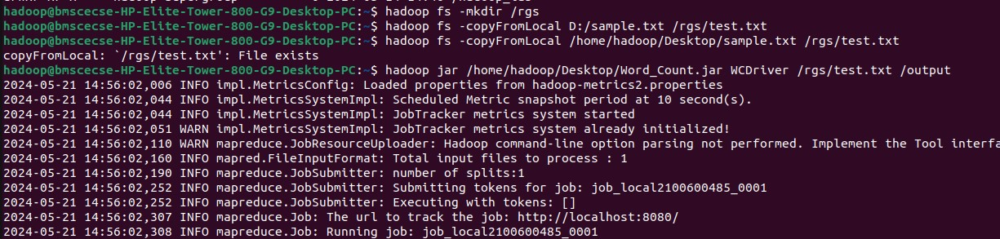 hadoop@bmscecse-HP-Elite-Tower-800-G9-Desktop-PC:~$ hadoop fs -mkdir /rgs
hadoop@bmscecse-HP-Elite-Tower-800-G9-Desktop-PC:~$ hadoop fs -copyFromLocal D:/sample.txt /rgs/test.txt
hadoop@bmscecse-HP-Elite-Tower-800-G9-Desktop-PC:~$ hadoop fs -copyFromLocal /home/hadoop/Desktop/sample.txt /rgs/test.txt
copyFromLocal: `/rgs/test.txt': File exists
hadoop@bmscecse-HP-Elite-Tower-800-G9-Desktop-PC:~$ hadoop jar /home/hadoop/Desktop/Word_Count.jar WCDriver /rgs/test.txt /output
2024-05-21 14:56:02,006 INFO impl.MetricsConfig: Loaded properties from hadoop-metrics2.properties
2024-05-21 14:56:02,044 INFO impl.MetricsSystemImpl: Scheduled Metric snapshot period at 10 second(s).
2024-05-21 14:56:02,044 INFO impl.MetricsSystemImpl: JobTracker metrics system started
2024-05-21 14:56:02,051 WARN impl.MetricsSystemImpl: JobTracker metrics system already initialized!
2024-05-21 14:56:02,110 WARN mapreduce.JobResourceUploader: Hadoop command-line option parsing not performed. Implement the Tool interfa
2024-05-21 14:56:02,160 INFO mapred.FileInputFormat: Total input files to process : 1
2024-05-21 14:56:02,190 INFO mapreduce.JobSubmitter: number of splits:1
2024-05-21 14:56:02,252 INFO mapreduce.JobSubmitter: Submitting tokens for job: job_local2100600485_0001
2024-05-21 14:56:02,252 INFO mapreduce.JobSubmitter: Executing with tokens: []
2024-05-21 14:56:02,307 INFO mapreduce.Job: The url to track the job: http://localhost:8080/
2024-05-21 14:56:02,308 INFO mapreduce.Job: Running job: job_local2100600485_0001